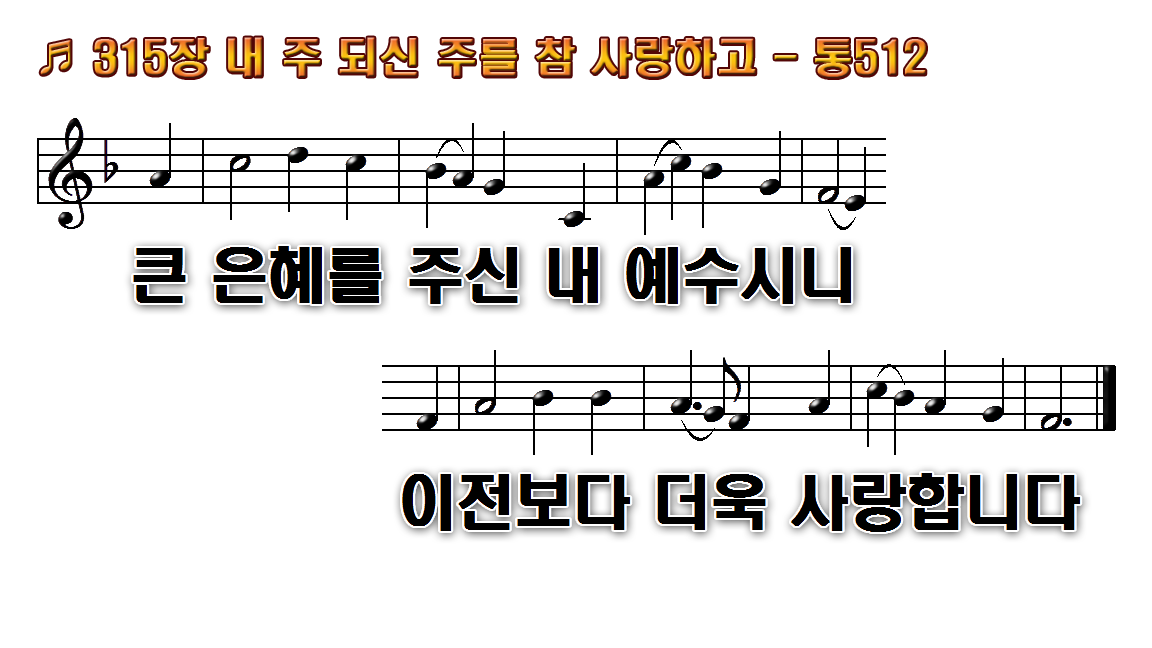 ♬ 315장 내 주 되신 주를 참 사랑하고 - 통512
큰 은혜를 주신 내 예수시니
이전보다 더욱 사랑합니다